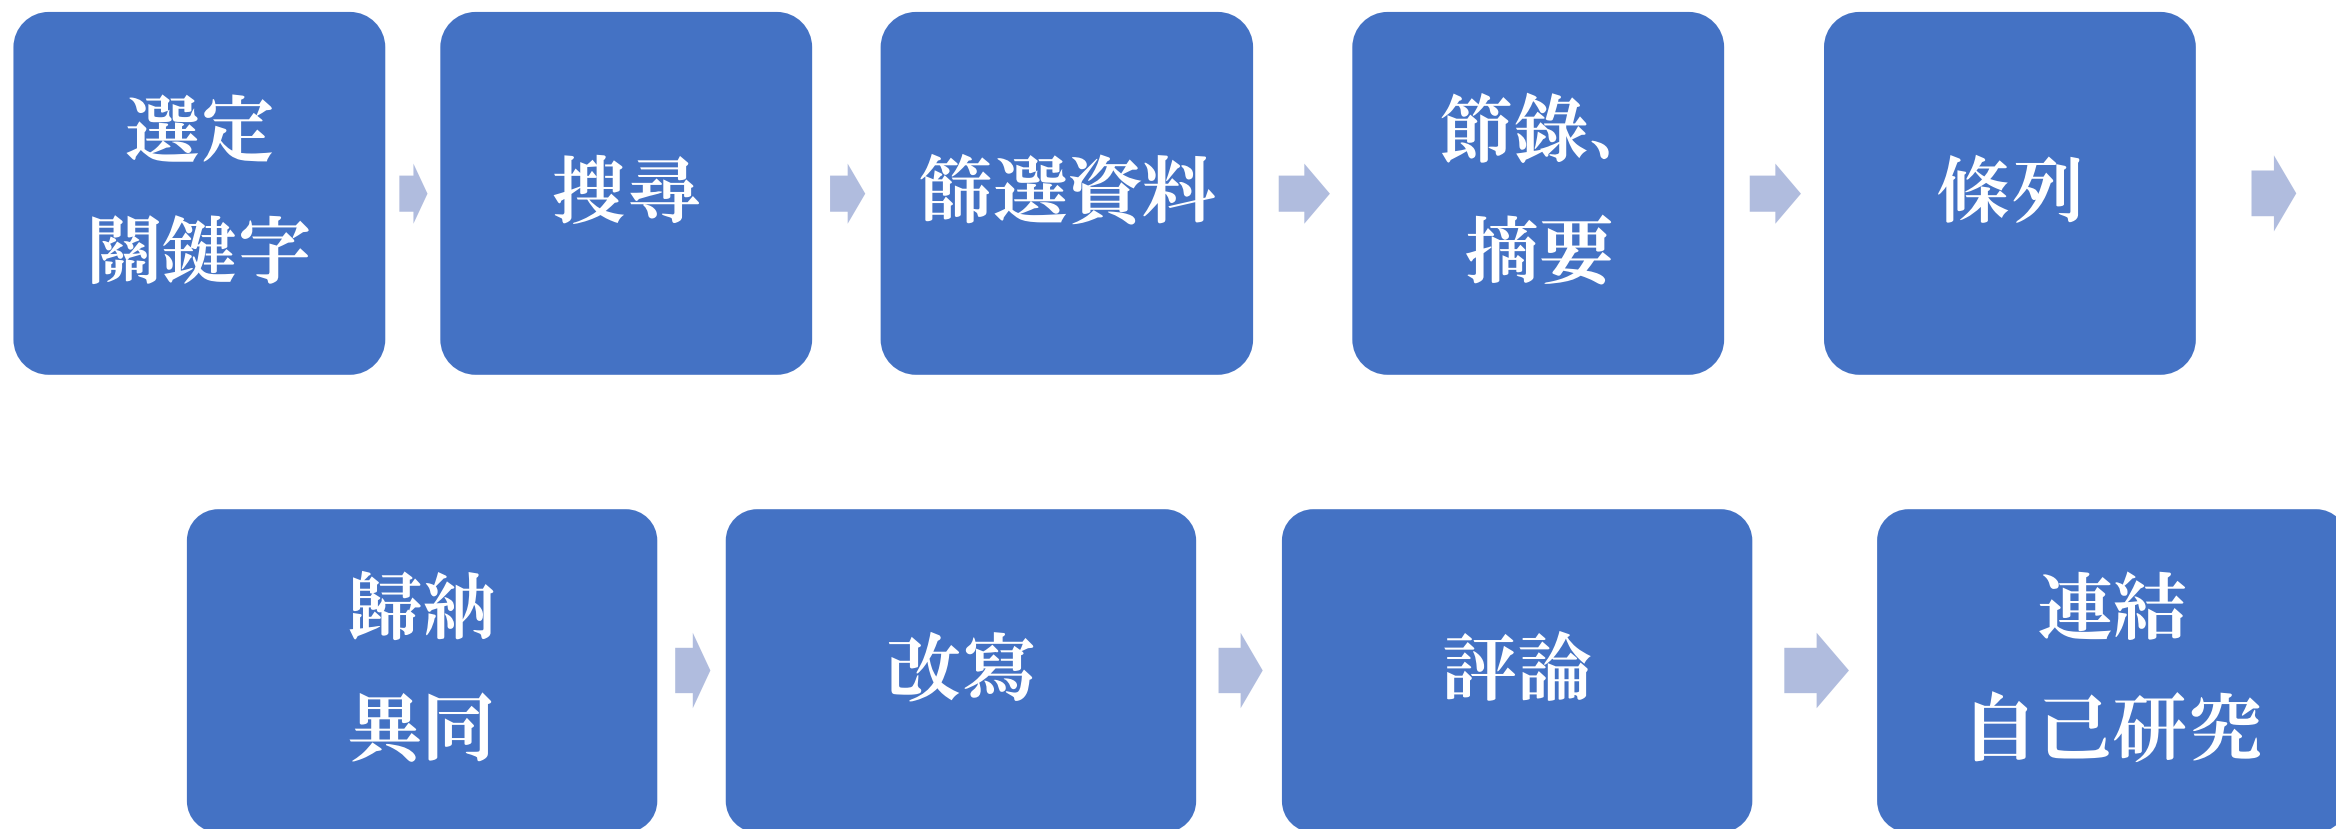 選定
關鍵字
搜尋
篩選資料
節錄、
摘要
條列
歸納
異同
改寫
評論
連結
自己研究